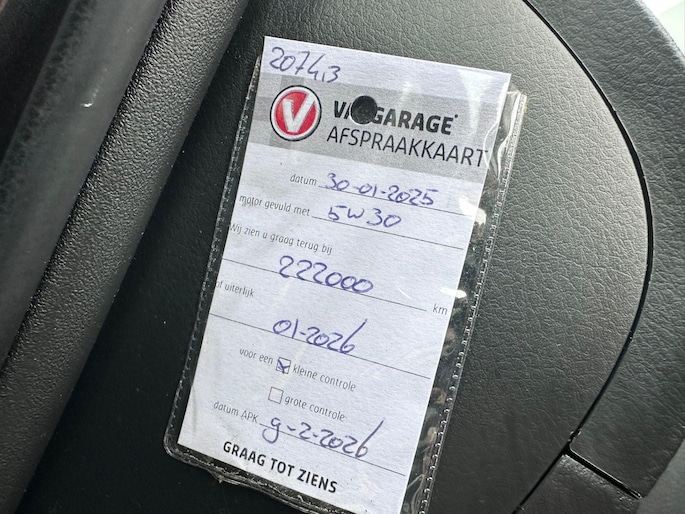 20743
V
GARAGE
AFSPRAAKKAART
datum 30-01-2025
motor gevuld met 5W30
Wij zien u graag terug bij
222000 km
of uiterlijk
01-2026
voor een kleine controle
grote controle
datum APK 9-2-2026
GRAAG TOT ZIENS